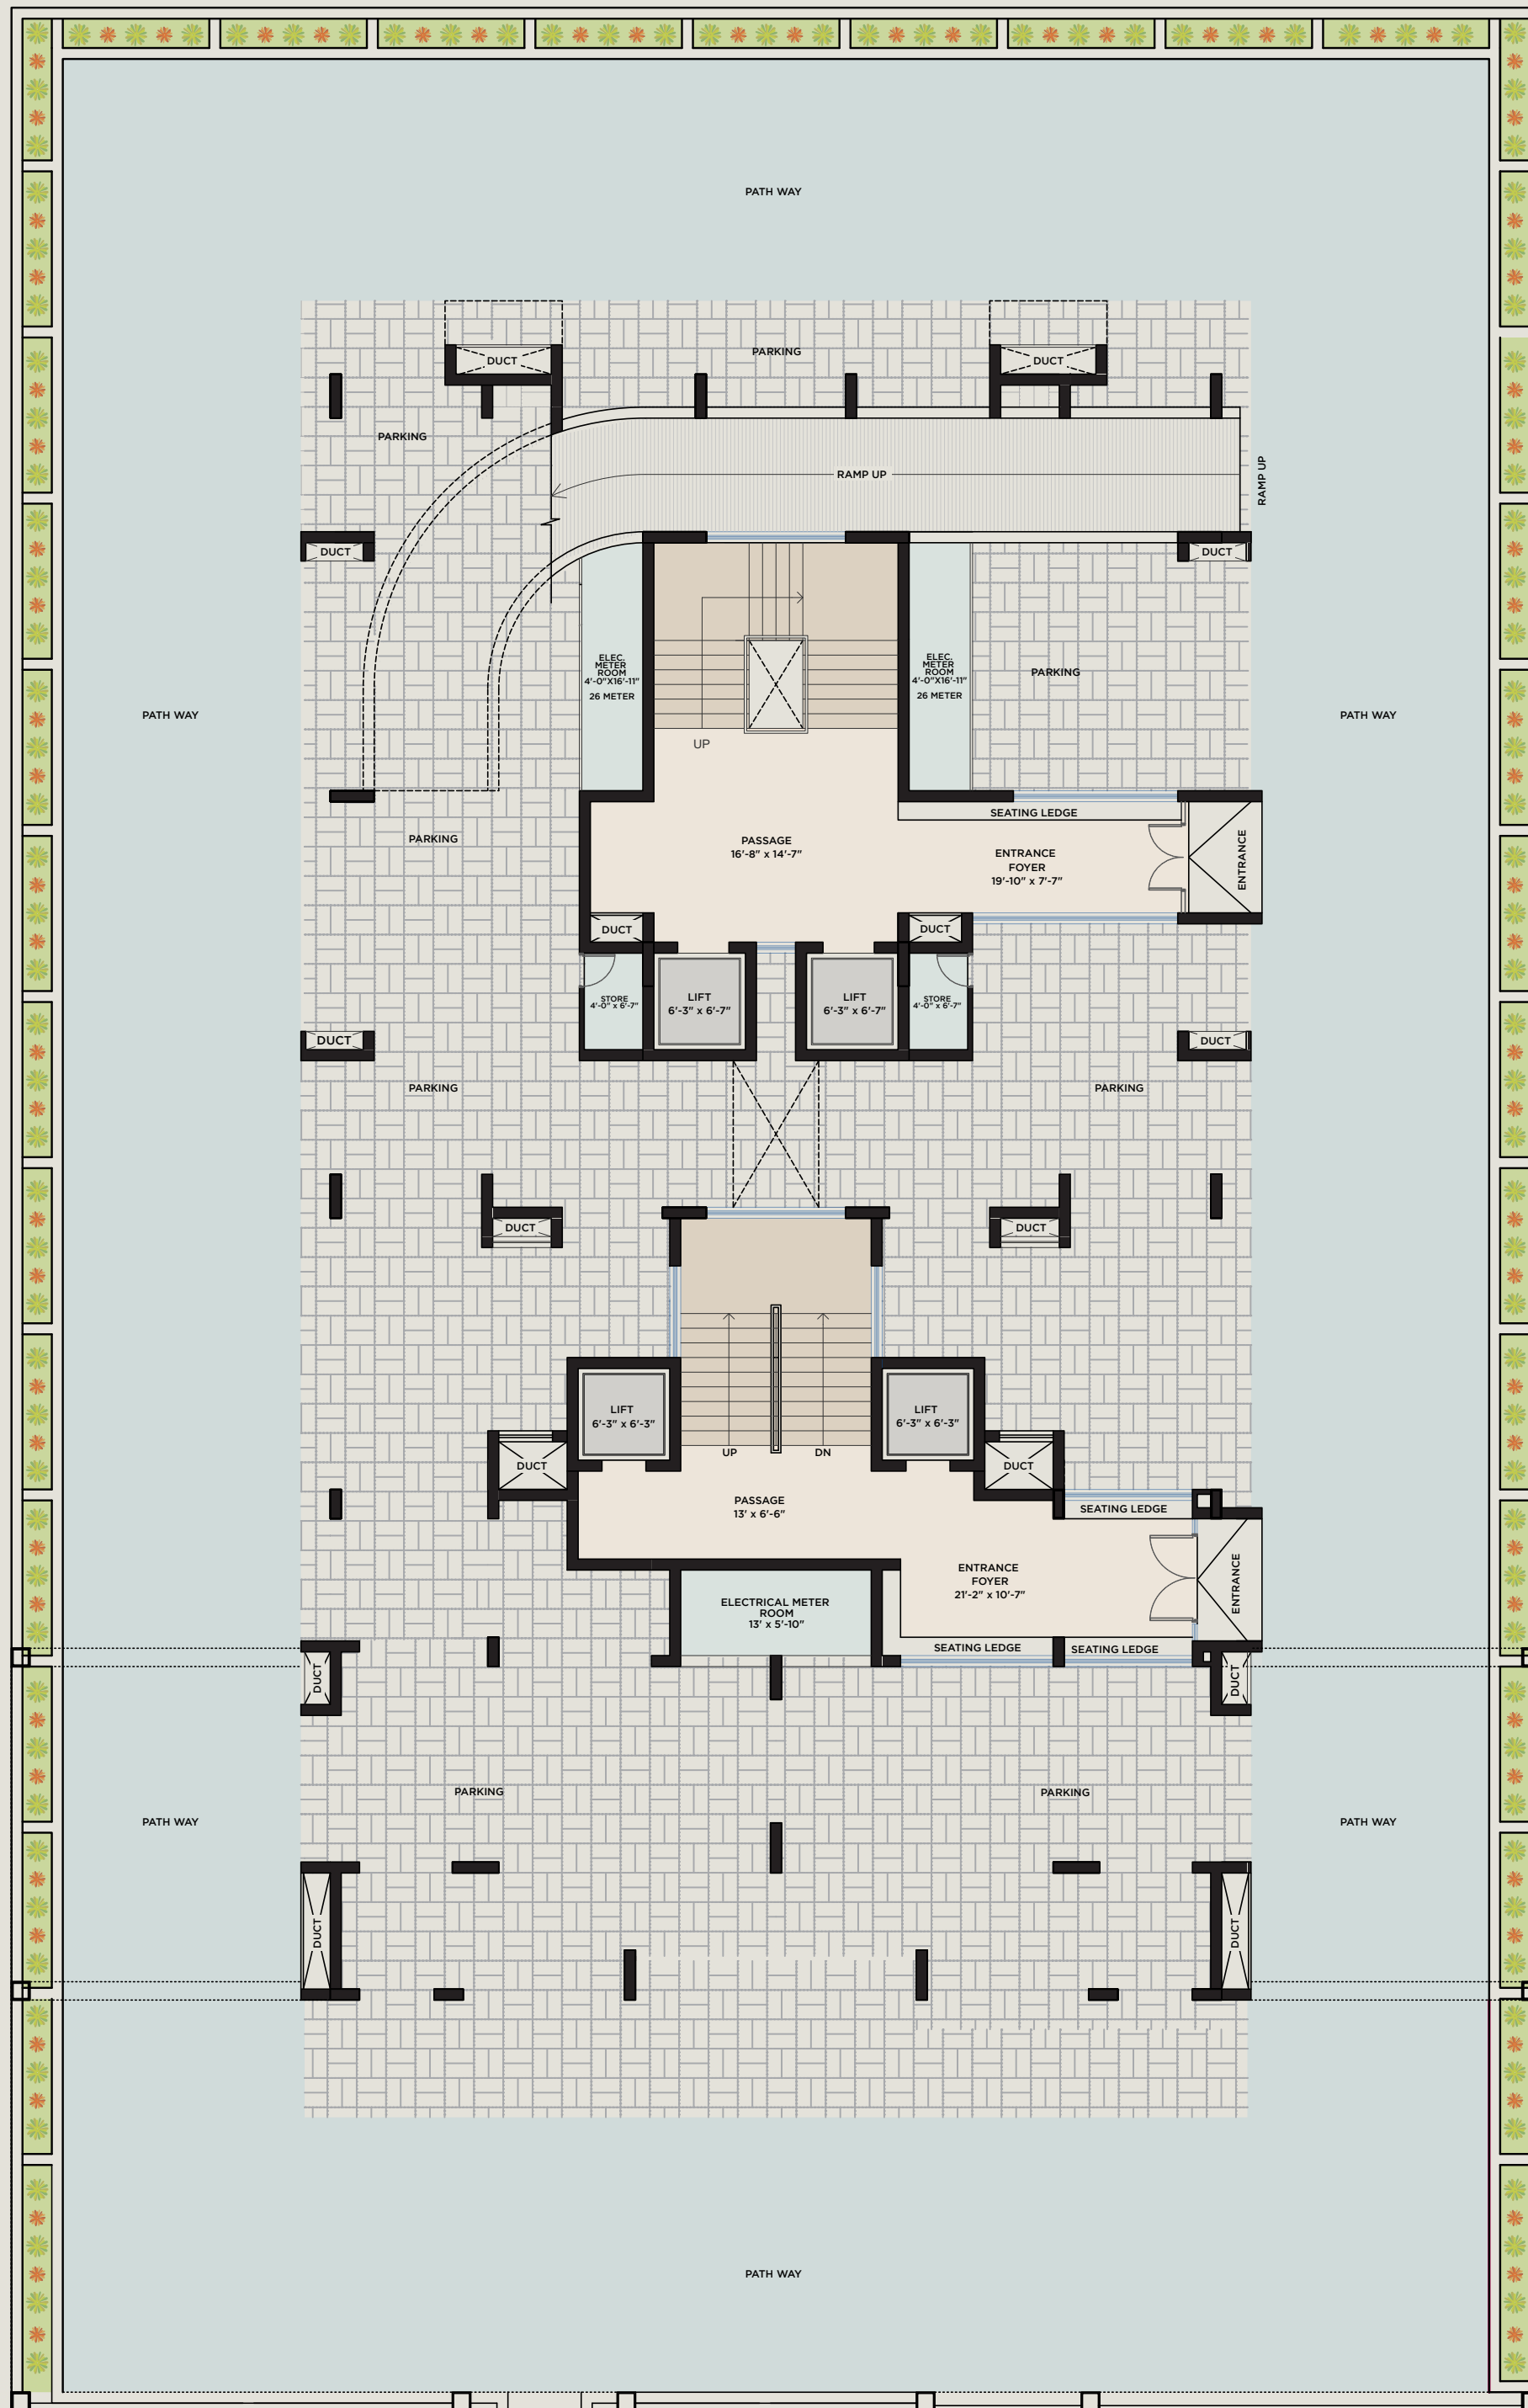 PATH WAY
PARKING
DUCT
DUCT
PARKING
RAMP UP
RAMP UP
DUCT
DUCT
ELEC.
METER
ROOM
4'-0"X16'-11"
26 METER
ELEC.
METER
ROOM
4'-0"X16'-11"
26 METER
PARKING
PATH WAY
PATH WAY
UP
SEATING LEDGE
PARKING
PASSAGE
16'-8" x 14'-7"
ENTRANCE
FOYER
19'-10" x 7'-7"
ENTRANCE
DUCT
DUCT
STORE
4'-0" x 6'-7"
LIFT
6'-3" x 6'-7"
LIFT
6'-3" x 6'-7"
STORE
4'-0" x 6'-7"
DUCT
DUCT
PARKING
PARKING
DUCT
DUCT
LIFT
6'-3" x 6'-3"
LIFT
6'-3" x 6'-3"
UP
DN
DUCT
DUCT
PASSAGE
13' x 6'-6"
SEATING LEDGE
ENTRANCE
FOYER
21'-2" x 10'-7"
ENTRANCE
ELECTRICAL METER
ROOM
13' x 5'-10"
SEATING LEDGE
SEATING LEDGE
DUCT
DUCT
PARKING
PARKING
PATH WAY
PATH WAY
DUCT
DUCT
PATH WAY